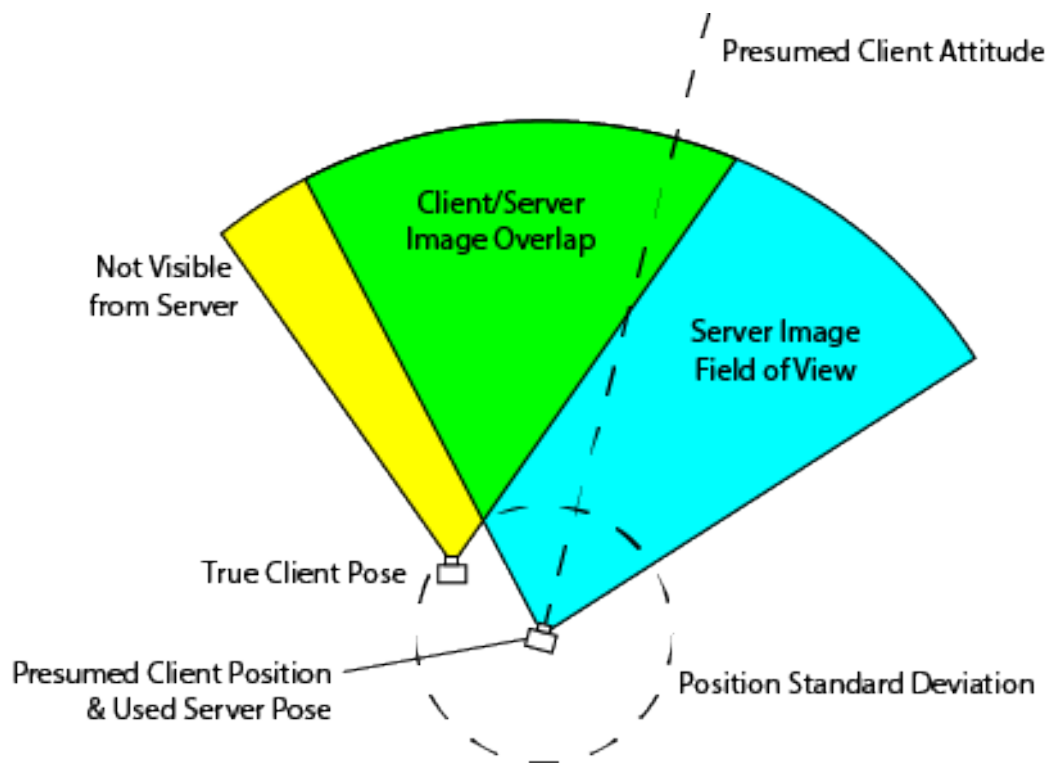 Presumed Client Attitude
Client/Server
Image Overlap
Not Visible
from Server
Server Image
Field of View
True Client Pose
Presumed Client Position
& Used Server Pose
Position Standard Deviation